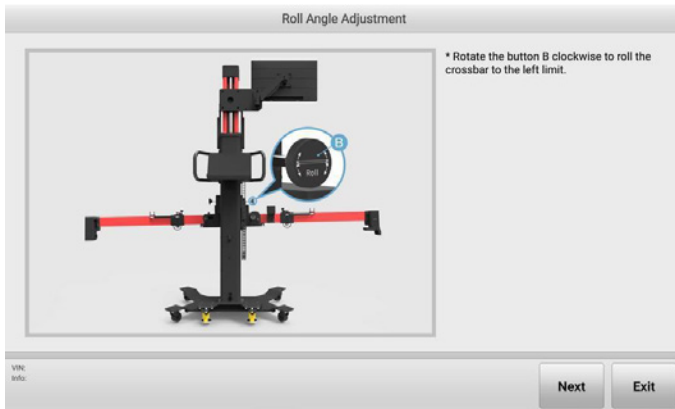 Roll Angle Adjustment
* Rotate the button B clockwise to roll the
crossbar to the left limit.
B
Roll
VIN:
Info:
Next
Exit